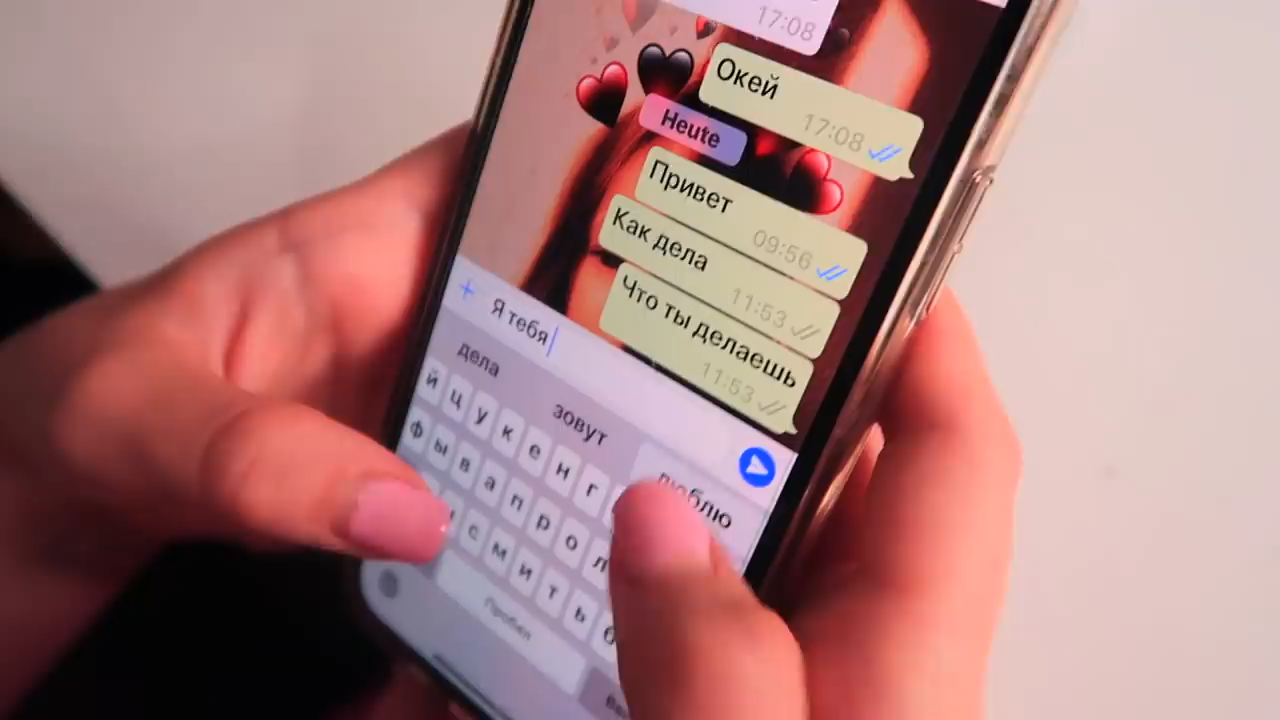 17:08
Окей
17:08
Heute
Привет
09:56
Как дела
11:53
Что ты делаешь
11:53
Я тебя
дела зовут люблю
й ц у к е н г
ф ы в а п р о л
с м и т ь б
Пробел